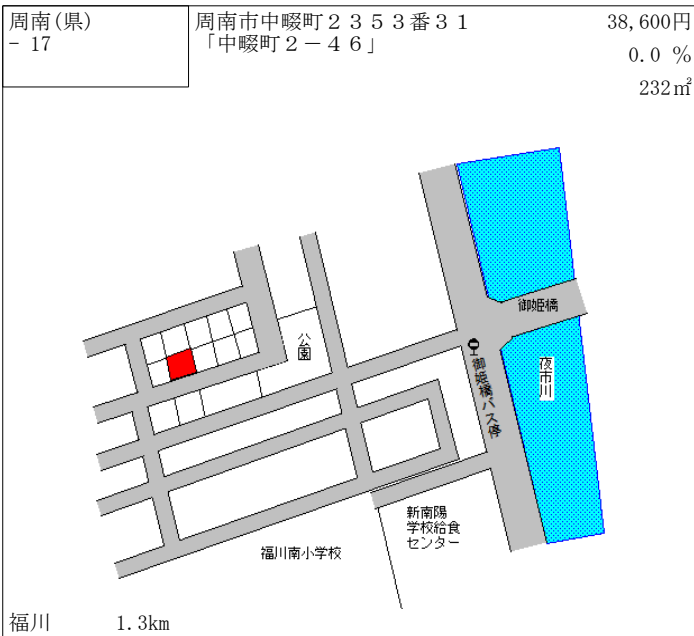 周南(県)
- 17
周南市中畷町２３５３番３１
「中畷町２－４６」
38,600円
0.0 %
232㎡
御姫橋
公園
御姫橋バス停
夜市川
新南陽
学校給食
センター
福川南小学校
福川 1.3km